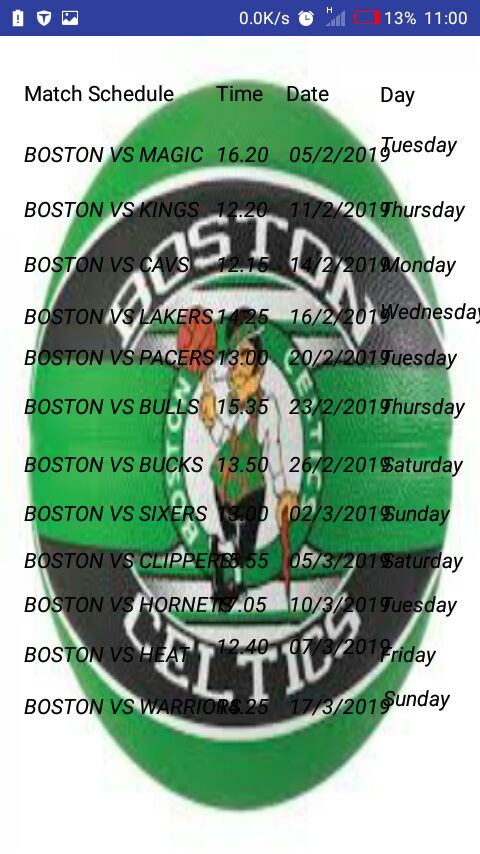 0.0K/s H 13% 11:00
Match Schedule Time Date Day
BOSTON VS MAGIC 16.20 05/2/2019 Tuesday
BOSTON VS KINGS 12.20 11/2/2019 Thursday
BOSTON VS CAVS 12.15 14/2/2019 Monday
BOSTON VS LAKERS 14.25 16/2/2019 Wednesday
BOSTON VS PACERS 13.00 20/2/2019 Tuesday
BOSTON VS BULLS 15.35 23/2/2019 Thursday
BOSTON VS BUCKS 13.50 26/2/2019 Saturday
BOSTON VS SIXERS 13.00 02/3/2019 Sunday
BOSTON VS CLIPPERS 15.55 05/3/2019 Saturday
BOSTON VS HORNETS 17.05 10/3/2019 Tuesday
BOSTON VS HEAT 12.40 07/3/2019 Friday
BOSTON VS WARRIORS 14.25 17/3/2019 Sunday
BOSTON
CELTICS
BOSTON
CELTICS